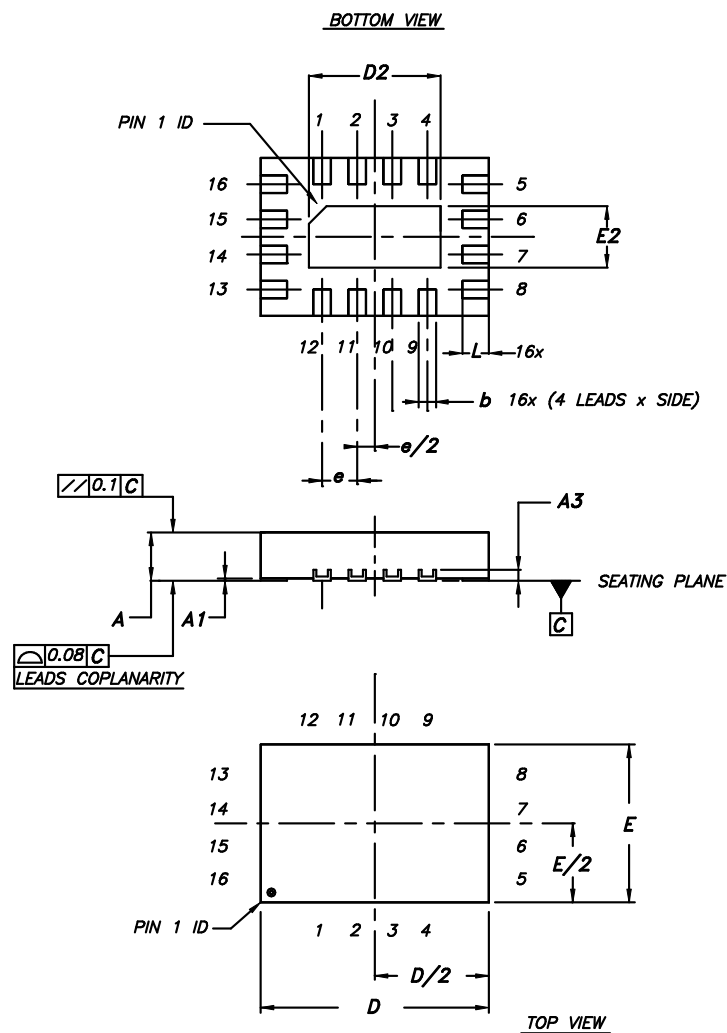 BOTTOM VIEW
D2
PIN 1 ID
1 2 3 4
16 5
15 6
E2
14 7
13 8
12 11 10 9 L 16x
b 16x (4 LEADS x SIDE)
e/2
e
// 0.1 C
A3
SEATING PLANE
A A1
C
0.08 C
LEADS COPLANARITY
12 11 10 9
13 8
14 7
E
15 6
E/2
16 5
PIN 1 ID
1 2 3 4
D/2
D
TOP VIEW